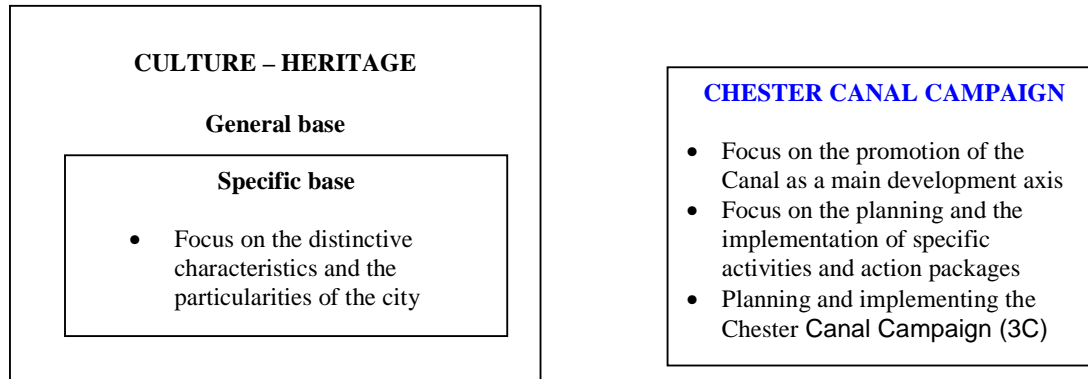 CULTURE – HERITAGE
General base
Specific base
• Focus on the distinctive
characteristics and the
particularities of the city
CHESTER CANAL CAMPAIGN
• Focus on the promotion of the
Canal as a main development axis
• Focus on the planning and the
implementation of specific
activities and action packages
• Planning and implementing the
Chester Canal Campaign (3C)